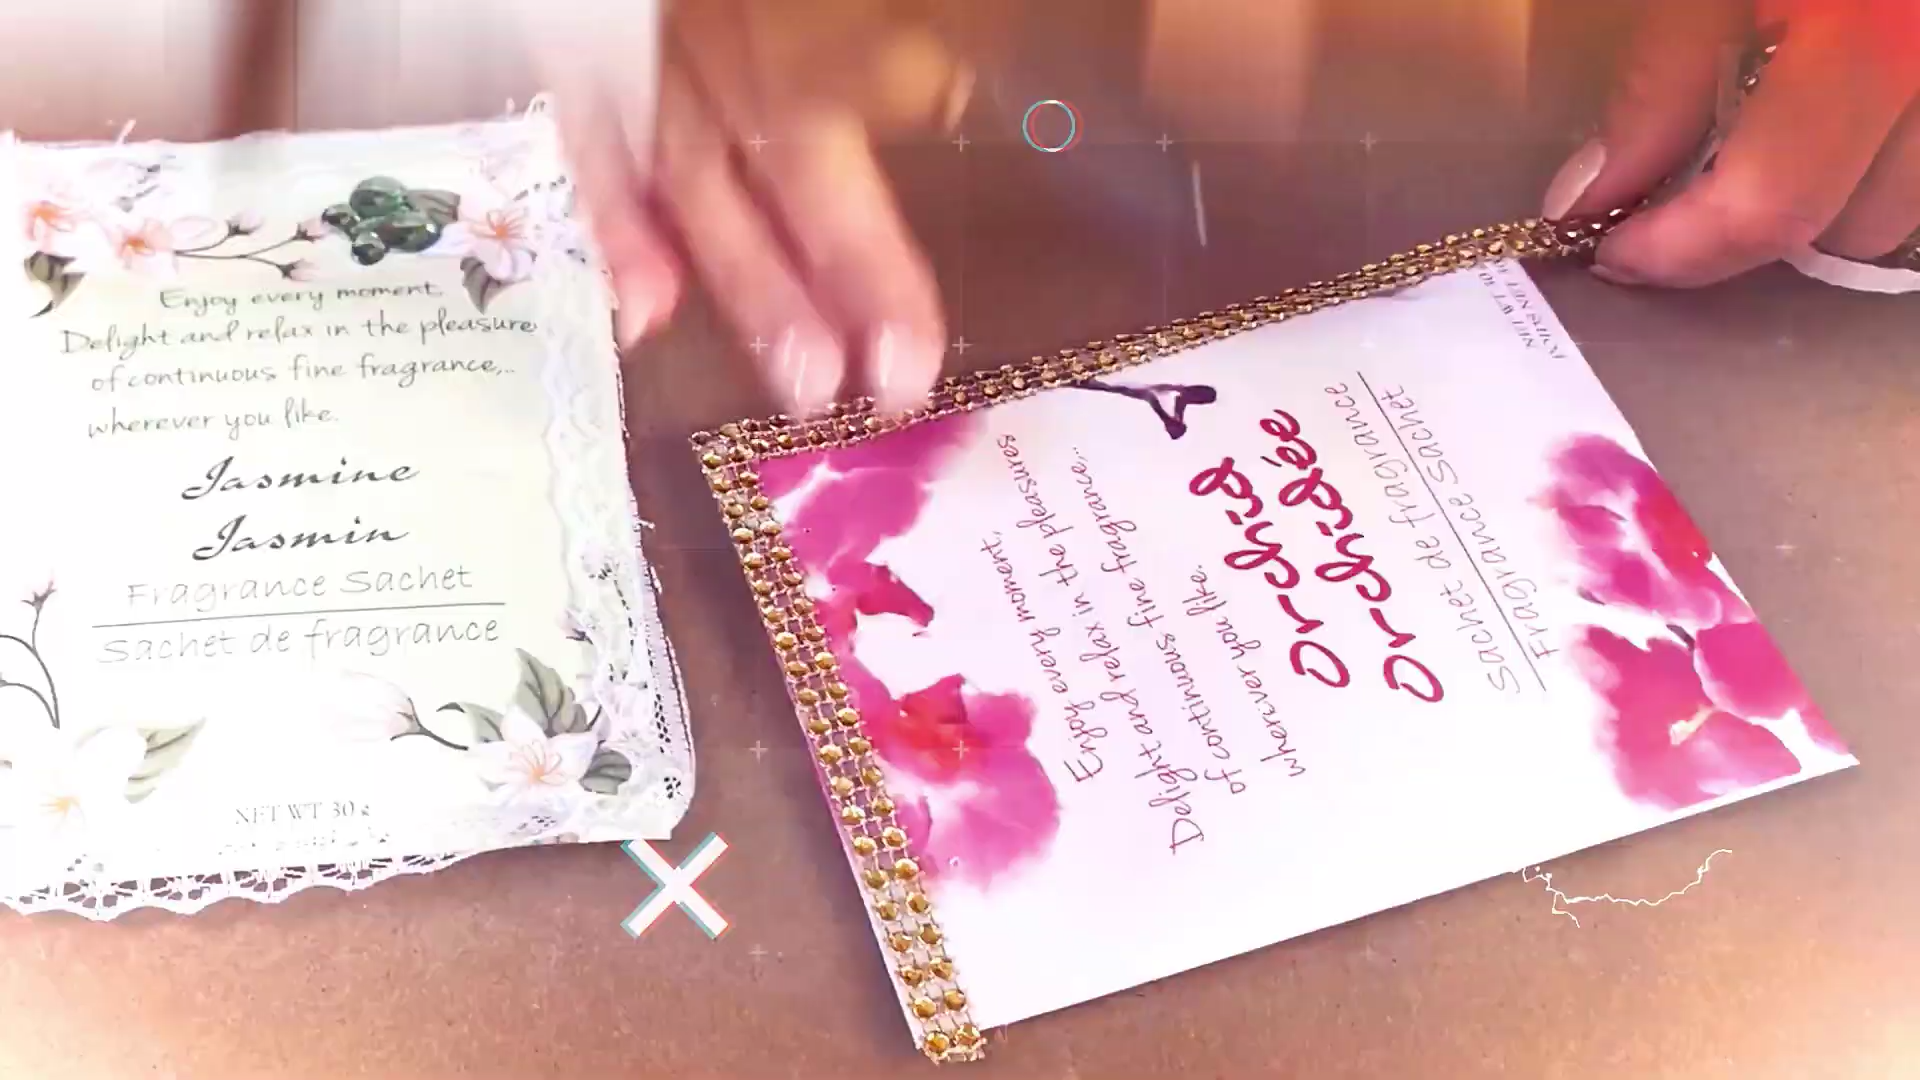 Enjoy every moment,
Delight and relax in the pleasure
of continuous fine fragrance,..
wherever you like.
Jasmine
Jasmin
Fragrance Sachet
Sachet de fragrance
NET WT 30 g
Enjoy every moment,
Delight and relax in the pleasures
of continuous fine fragrance,..
wherever you like.
Orchid
Orchidée
Sachet de fragrance
Fragrance Sachet
NET WT